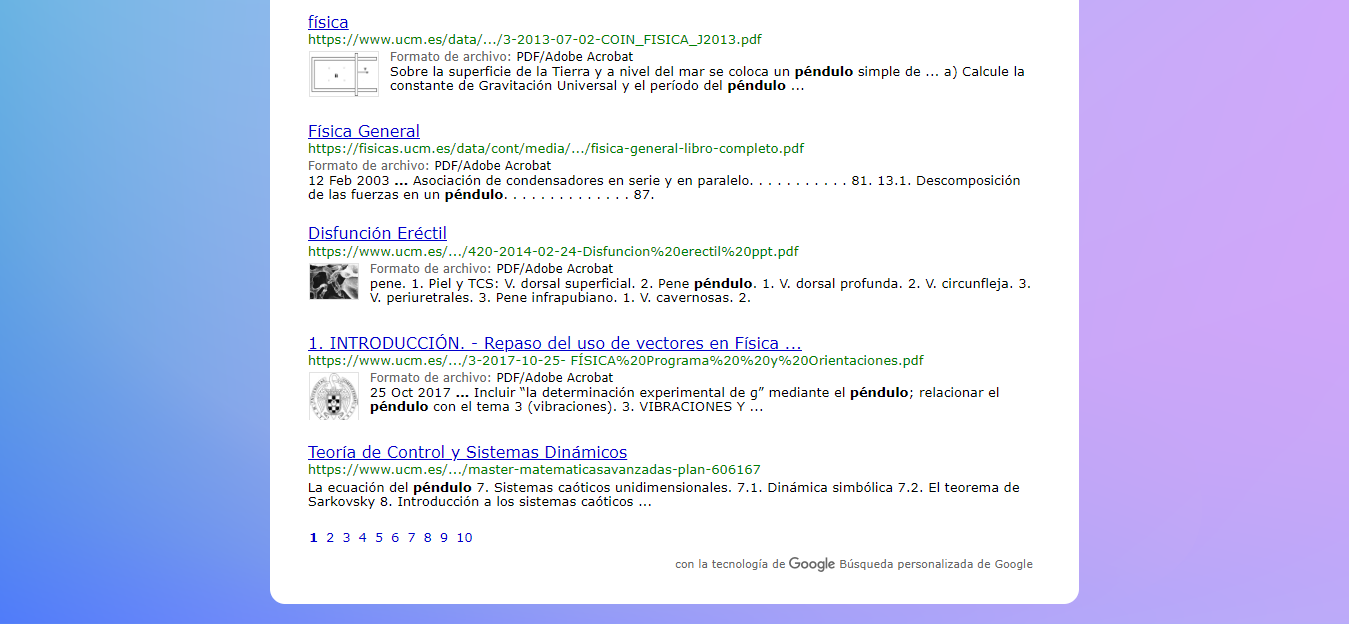 física
https://www.ucm.es/data/.../3-2013-07-02-COIN_FISICA_J2013.pdf
Formato de archivo: PDF/Adobe Acrobat
Sobre la superficie de la Tierra y a nivel del mar se coloca un péndulo simple de ... a) Calcule la
constante de Gravitación Universal y el período del péndulo ...
Física General
https://fisicas.ucm.es/data/cont/media/.../fisica-general-libro-completo.pdf
Formato de archivo: PDF/Adobe Acrobat
12 Feb 2003 ... Asociación de condensadores en serie y en paralelo. . . . . . . . . . . 81. 13.1. Descomposición
de las fuerzas en un péndulo. . . . . . . . . . . . . . 87.
Disfunción Eréctil
https://www.ucm.es/.../420-2014-02-24-Disfuncion%20erectil%20ppt.pdf
Formato de archivo: PDF/Adobe Acrobat
pene. 1. Piel y TCS: V. dorsal superficial. 2. Pene péndulo. 1. V. dorsal profunda. 2. V. circunfleja. 3.
V. periuretrales. 3. Pene infrapubiano. 1. V. cavernosas. 2.
1. INTRODUCCIÓN. - Repaso del uso de vectores en Física ...
https://www.ucm.es/.../3-2017-10-25- FÍSICA%20Programa%20%20y%20Orientaciones.pdf
Formato de archivo: PDF/Adobe Acrobat
25 Oct 2017 ... Incluir “la determinación experimental de g” mediante el péndulo; relacionar el
péndulo con el tema 3 (vibraciones). 3. VIBRACIONES Y ...
Teoría de Control y Sistemas Dinámicos
https://www.ucm.es/.../master-matematicasavanzadas-plan-606167
La ecuación del péndulo 7. Sistemas caóticos unidimensionales. 7.1. Dinámica simbólica 7.2. El teorema de
Sarkovsky 8. Introducción a los sistemas caóticos ...
1 2 3 4 5 6 7 8 9 10
con la tecnología de Google Búsqueda personalizada de Google